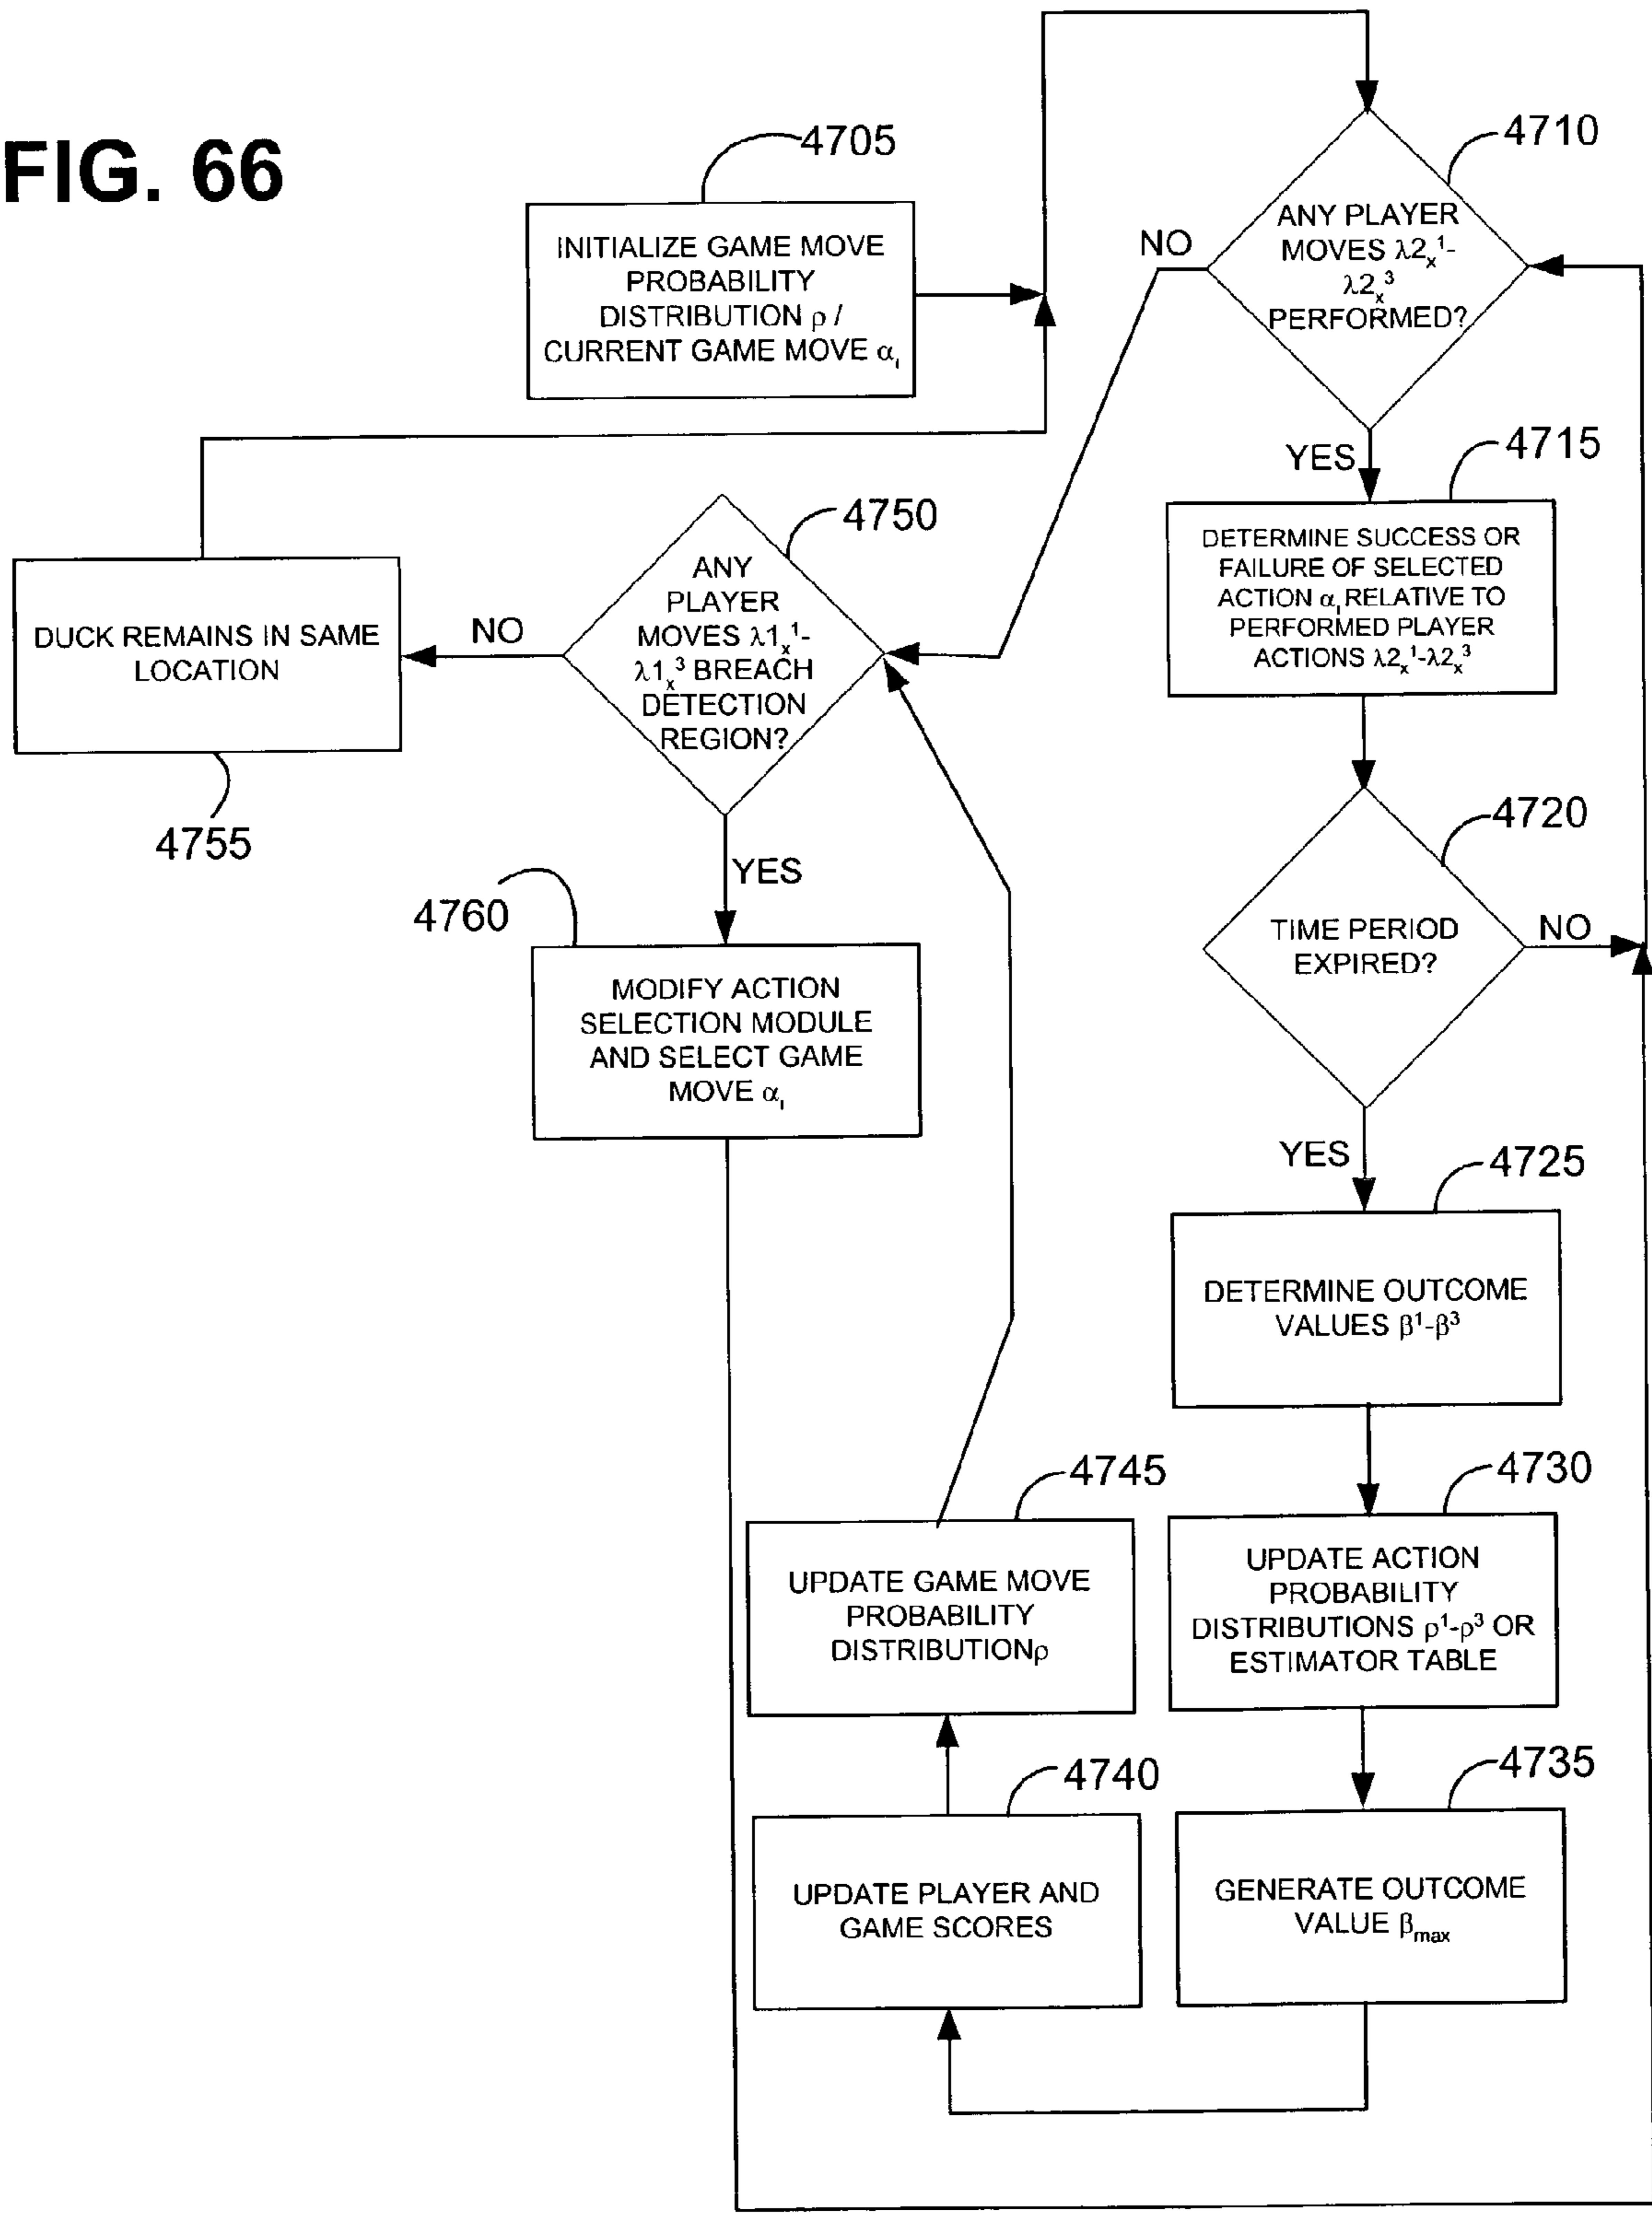 FIG. 66
4705
INITIALIZE GAME MOVE
PROBABILITY
DISTRIBUTION ρ /
CURRENT GAME MOVE αᵢ
4710
ANY PLAYER
MOVES λ2ₓ¹-
λ2ₓ³
PERFORMED?
NO
YES
4715
DETERMINE SUCCESS OR
FAILURE OF SELECTED
ACTION αᵢ RELATIVE TO
PERFORMED PLAYER
ACTIONS λ2ₓ¹-λ2ₓ³
4750
ANY
PLAYER
MOVES λ1ₓ¹-
λ1ₓ³ BREACH
DETECTION
REGION?
NO
DUCK REMAINS IN SAME
LOCATION
4755
YES
4760
MODIFY ACTION
SELECTION MODULE
AND SELECT GAME
MOVE αᵢ
4720
TIME PERIOD
EXPIRED?
NO
YES
4725
DETERMINE OUTCOME
VALUES β¹-β³
4730
UPDATE ACTION
PROBABILITY
DISTRIBUTIONS ρ¹-ρ³ OR
ESTIMATOR TABLE
4735
GENERATE OUTCOME
VALUE βmax
4740
UPDATE PLAYER AND
GAME SCORES
4745
UPDATE GAME MOVE
PROBABILITY
DISTRIBUTIONρ